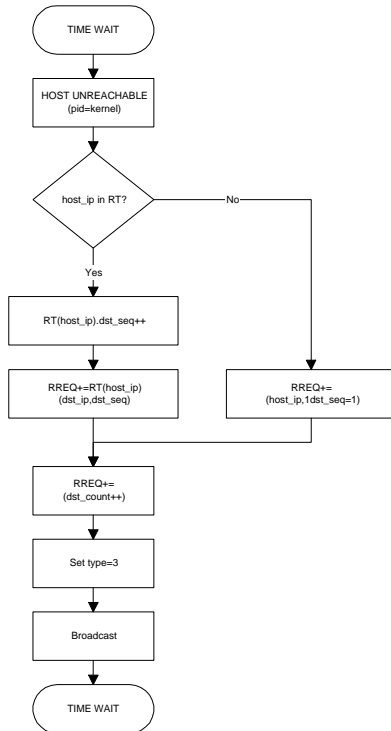 TIME WAIT
HOST UNREACHABLE
(pid=kernel)
host_ip in RT?
No
Yes
RT(host_ip).dst_seq++
RREQ+=RT(host_ip)
(dst_ip,dst_seq)
RREQ+=
(host_ip,1dst_seq=1)
RREQ+=
(dst_count++)
Set type=3
Broadcast
TIME WAIT